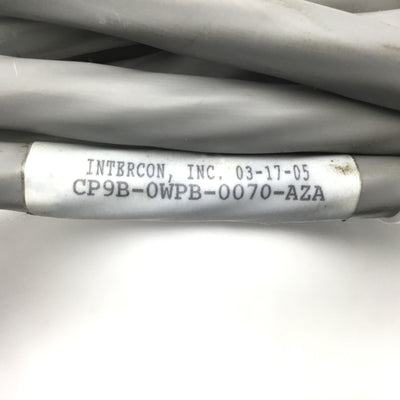 INTERCON, INC. 03-17-05
CP9B-0WPB-0070-AZA